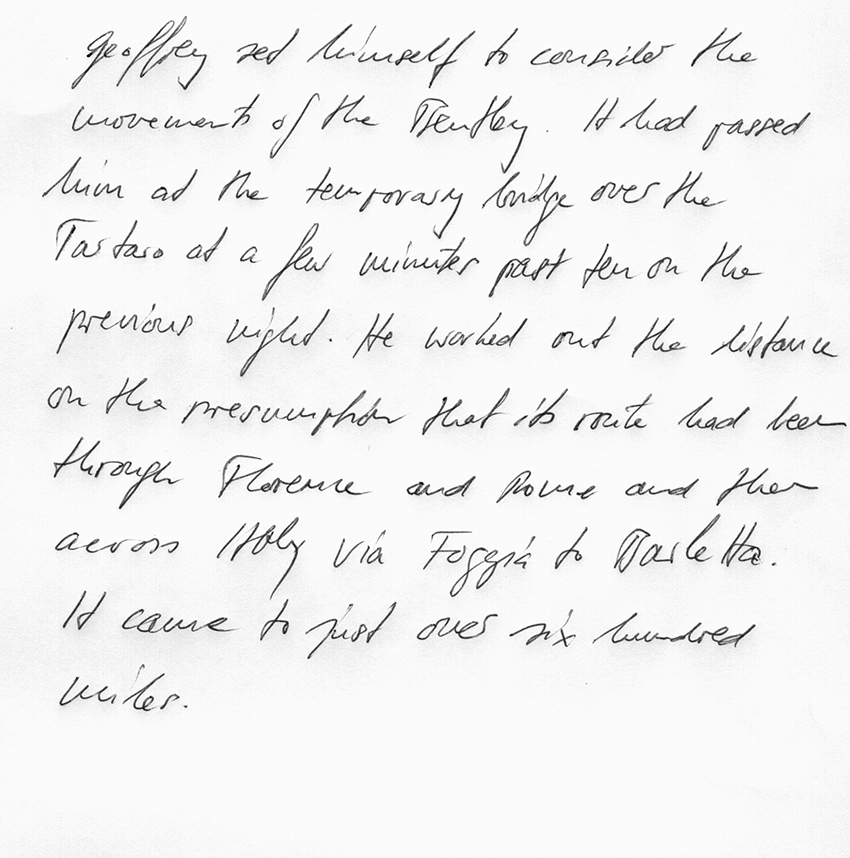 Geoffrey set himself to consider the
movements of the Bentley. It had passed
him at the temporary bridge over the
Tartaro at a few minutes past ten on the
previous night. He worked out the distance
on the presumption that its route had been
through Florence and Rome and then
across Italy via Foggia to Barletta.
It came to just over six hundred
miles.